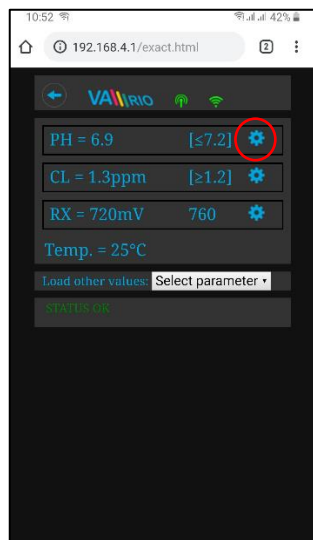 10:52 42%
192.168.4.1/exact.html 2
VA RIO
PH = 6.9 [≤7.2]
CL = 1.3ppm [≥1.2]
RX = 720mV 760
Temp. = 25°C
Load other values: Select parameter
STATUS OK